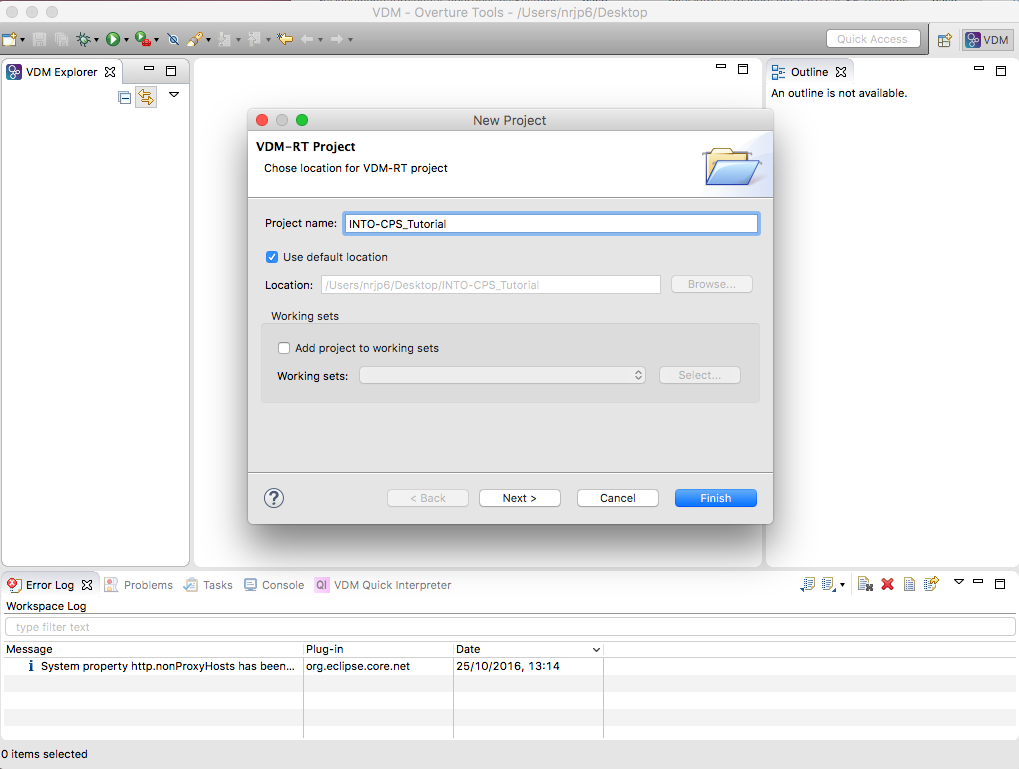 VDM - Overture Tools - /Users/nrjp6/Desktop
Quick Access
VDM
VDM Explorer
Outline
An outline is not available.
New Project
VDM-RT Project
Chose location for VDM-RT project
Project name: INTO-CPS_Tutorial
Use default location
Location: /Users/nrjp6/Desktop/INTO-CPS_Tutorial Browse...
Working sets
Add project to working sets
Working sets: Select...
? < Back Next > Cancel Finish
Error Log Problems Tasks Console QI VDM Quick Interpreter
Workspace Log
type filter text
Message Plug-in Date
i System property http.nonProxyHosts has been... org.eclipse.core.net 25/10/2016, 13:14
0 items selected